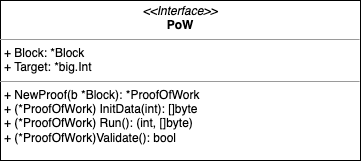 <<Interface>>
PoW
+ Block: *Block
+ Target: *big.Int
+ NewProof(b *Block): *ProofOfWork
+ (*ProofOfWork) InitData(int): []byte
+ (*ProofOfWork) Run(): (int, []byte)
+ (*ProofOfWork)Validate(): bool